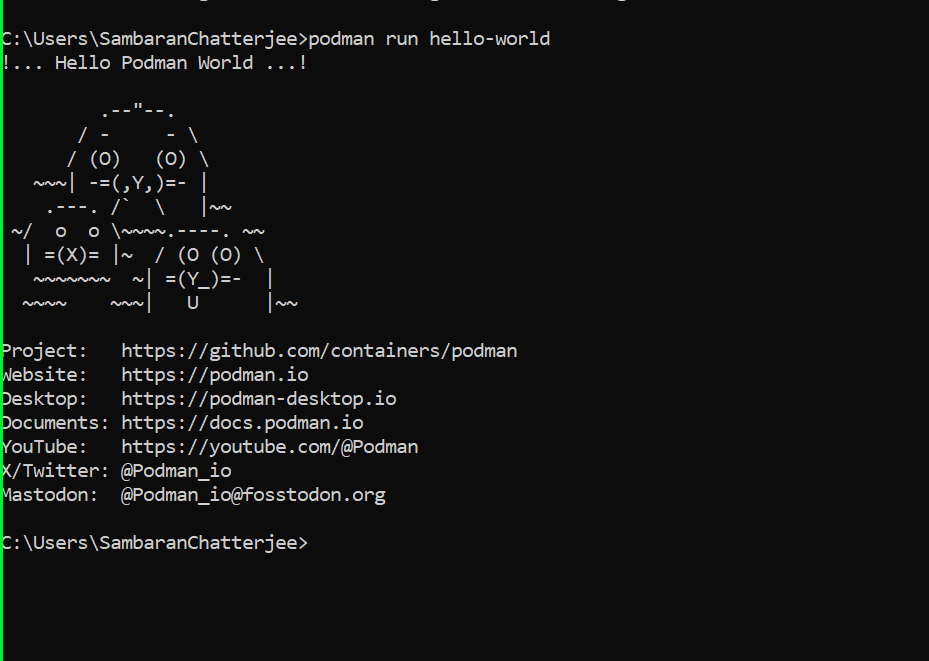 C:\Users\SambaranChatterjee>podman run hello-world
!... Hello Podman World ...!

         .--"--.
       / -     - \
      / (O)   (O) \
   ~~~| -=(,Y,)=- |
    .---. /`  \   |~~
 ~/  o  o \~~~~.----. ~~
  | =(X)= |~  / (O (O) \
   ~~~~~~~  ~| =(Y_)=-  |
  ~~~~    ~~~|   U      |~~

Project:   https://github.com/containers/podman
Website:   https://podman.io
Desktop:   https://podman-desktop.io
Documents: https://docs.podman.io
YouTube:   https://youtube.com/@Podman
X/Twitter: @Podman_io
Mastodon:  @Podman_io@fosstodon.org

C:\Users\SambaranChatterjee>